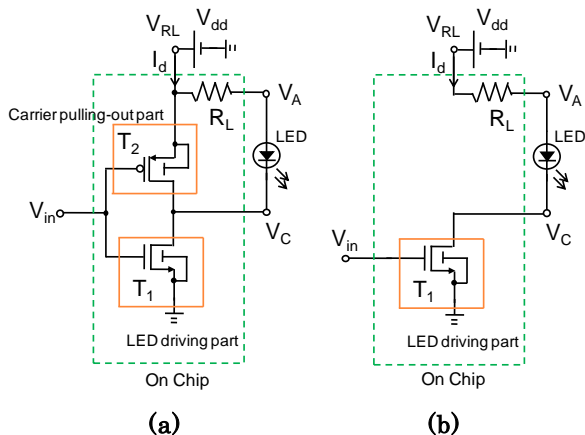 V_RL V_dd
I_d
V_A
R_L
Carrier pulling-out part
LED
T_2
V_in
V_C
T_1
LED driving part
On Chip
(a)
V_RL V_dd
I_d
V_A
R_L
LED
V_C
V_in
T_1
LED driving part
On Chip
(b)